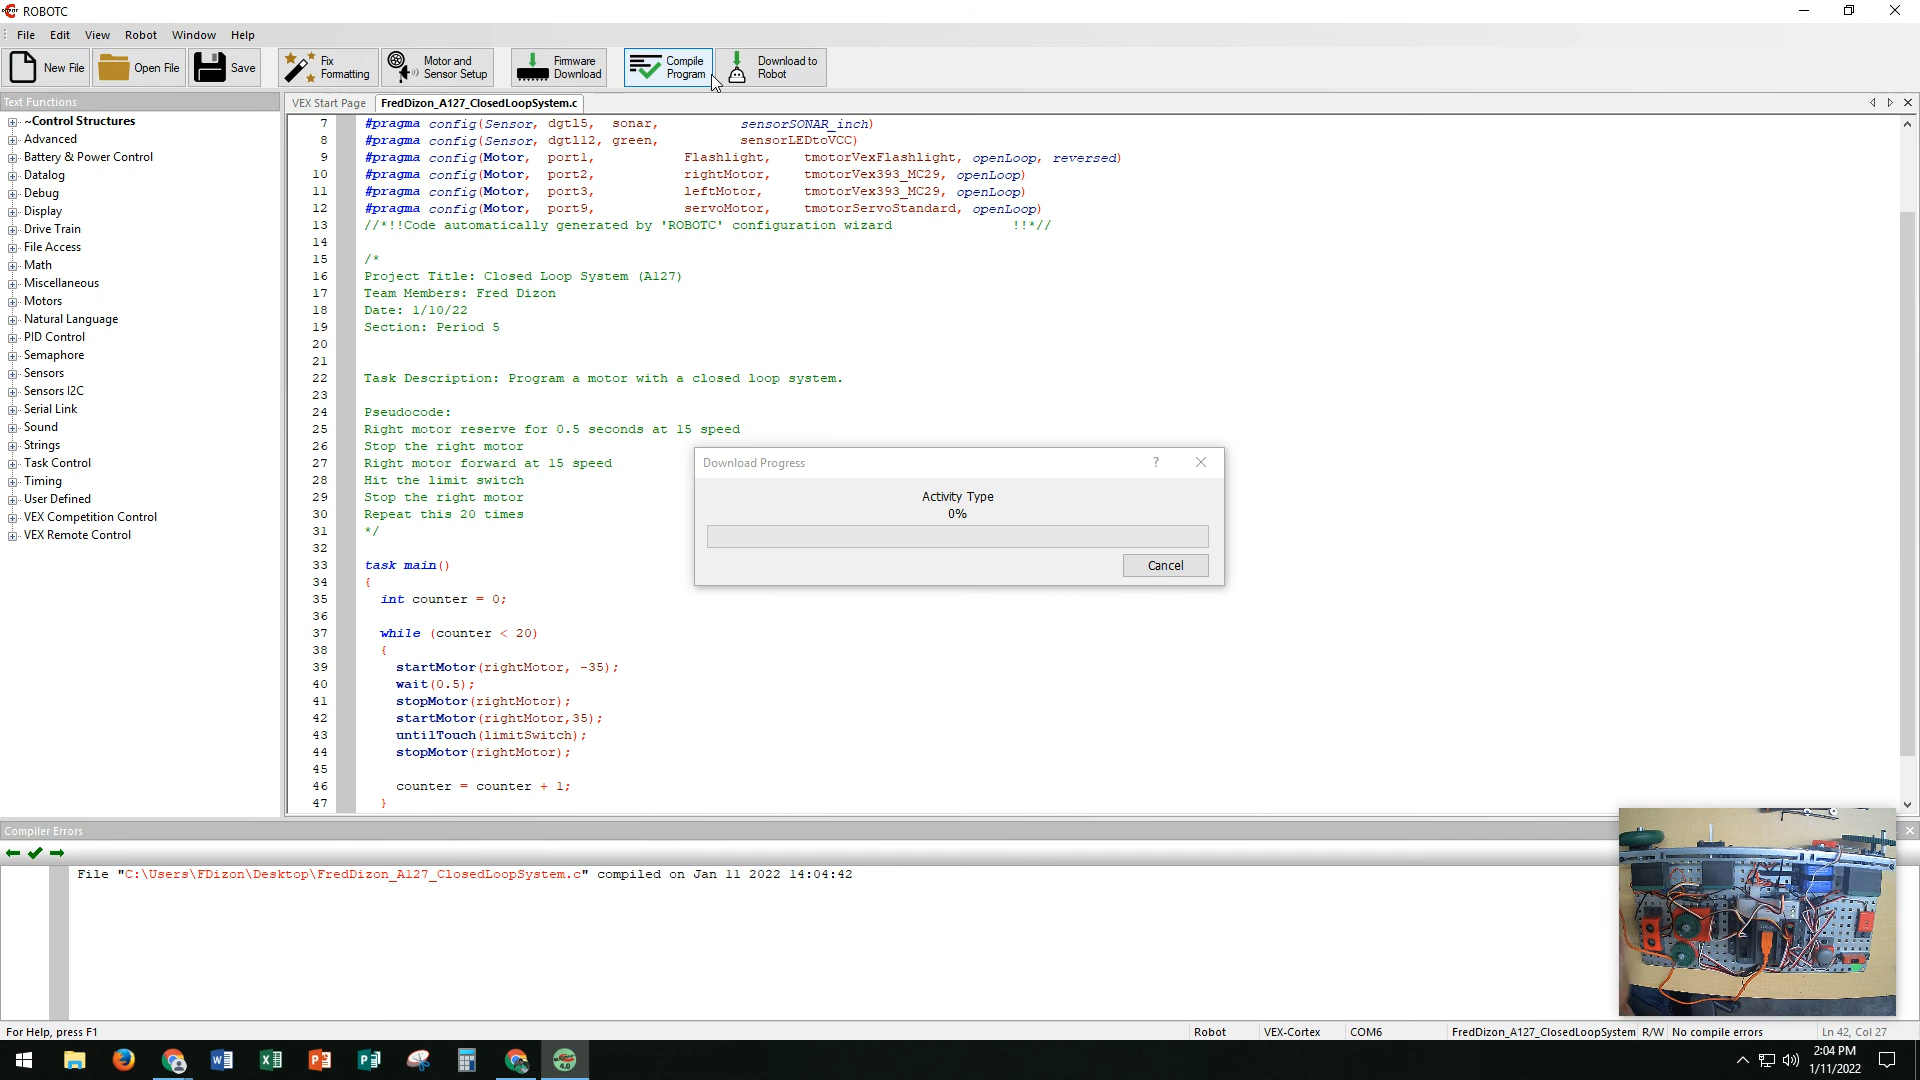 ROBOTC
File Edit View Robot Window Help
New File Open File Save Fix Formatting Motor and Sensor Setup Firmware Download Compile Program Download to Robot
Text Functions
~Control Structures
Advanced
Battery & Power Control
Datalog
Debug
Display
Drive Train
File Access
Math
Miscellaneous
Motors
Natural Language
PID Control
Semaphore
Sensors
Sensors I2C
Serial Link
Sound
Strings
Task Control
Timing
User Defined
VEX Competition Control
VEX Remote Control
VEX Start Page FredDizon_A127_ClosedLoopSystem.c
7 #pragma config(Sensor, dgtl5, sonar, sensorSONAR_inch)
8 #pragma config(Sensor, dgtl12, green, sensorLEDtoVCC)
9 #pragma config(Motor, port1, Flashlight, tmotorVexFlashlight, openLoop, reversed)
10 #pragma config(Motor, port2, rightMotor, tmotorVex393_MC29, openLoop)
11 #pragma config(Motor, port3, leftMotor, tmotorVex393_MC29, openLoop)
12 #pragma config(Motor, port9, servoMotor, tmotorServoStandard, openLoop)
13 //*!!Code automatically generated by 'ROBOTC' configuration wizard !!*//
14
15 /*
16 Project Title: Closed Loop System (A127)
17 Team Members: Fred Dizon
18 Date: 1/10/22
19 Section: Period 5
20
21
22 Task Description: Program a motor with a closed loop system.
23
24 Pseudocode:
25 Right motor reserve for 0.5 seconds at 15 speed
26 Stop the right motor
27 Right motor forward at 15 speed
28 Hit the limit switch
29 Stop the right motor
30 Repeat this 20 times
31 */
32
33 task main()
34 {
35 int counter = 0;
36
37 while (counter < 20)
38 {
39 startMotor(rightMotor, -35);
40 wait(0.5);
41 stopMotor(rightMotor);
42 startMotor(rightMotor,35);
43 untilTouch(limitSwitch);
44 stopMotor(rightMotor);
45
46 counter = counter + 1;
47 }
Download Progress ?
Activity Type
0%
Cancel
Compiler Errors
File "C:\Users\FDizon\Desktop\FredDizon_A127_ClosedLoopSystem.c" compiled on Jan 11 2022 14:04:42
For Help, press F1 Robot VEX-Cortex COM6 FredDizon_A127_ClosedLoopSystem R/W No compile errors Ln 42, Col 27
4.0
2:04 PM
1/11/2022